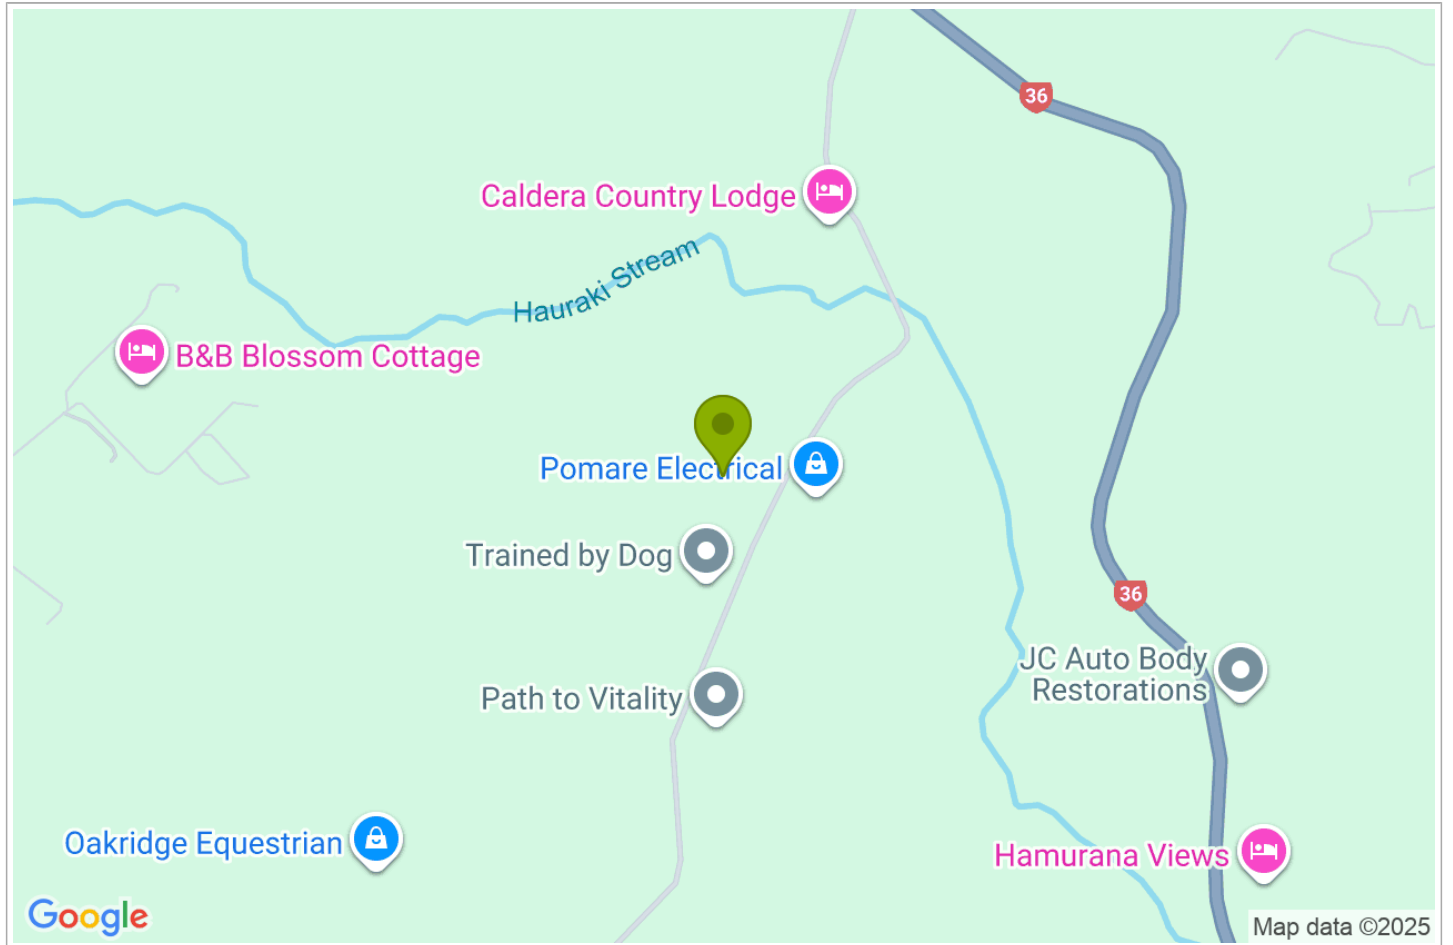 36
Caldera Country Lodge
Hauraki Stream
B&B Blossom Cottage
Pomare Electrical
Trained by Dog
36
JC Auto Body
Restorations
Path to Vitality
Oakridge Equestrian
Hamurana Views
Google
Map data ©2025